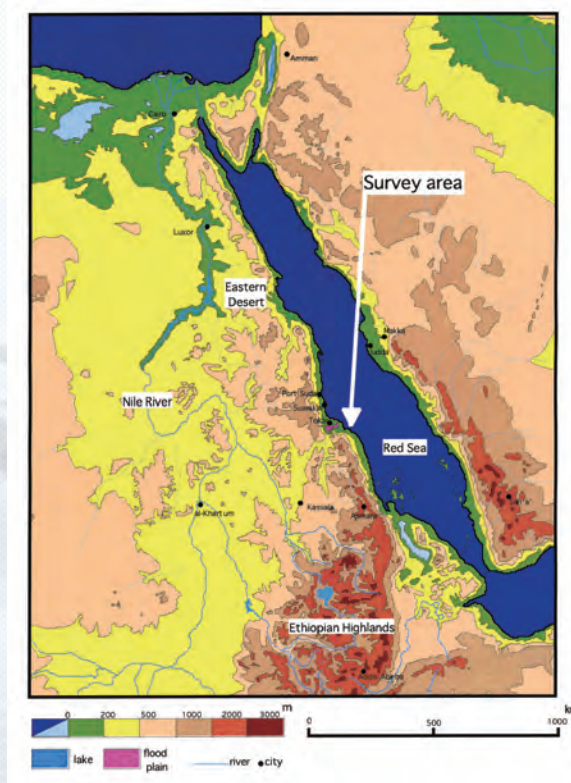 Amman
Cairo
Survey area
Luxor
Eastern
Desert
Makka
Nile River
Port Sudan
Red Sea
al-Khartum
Kassala
Ethiopian Highlands
m
0 200 500 1000 2000 3000
km
0 500 1000
lake
flood
plain
river
city